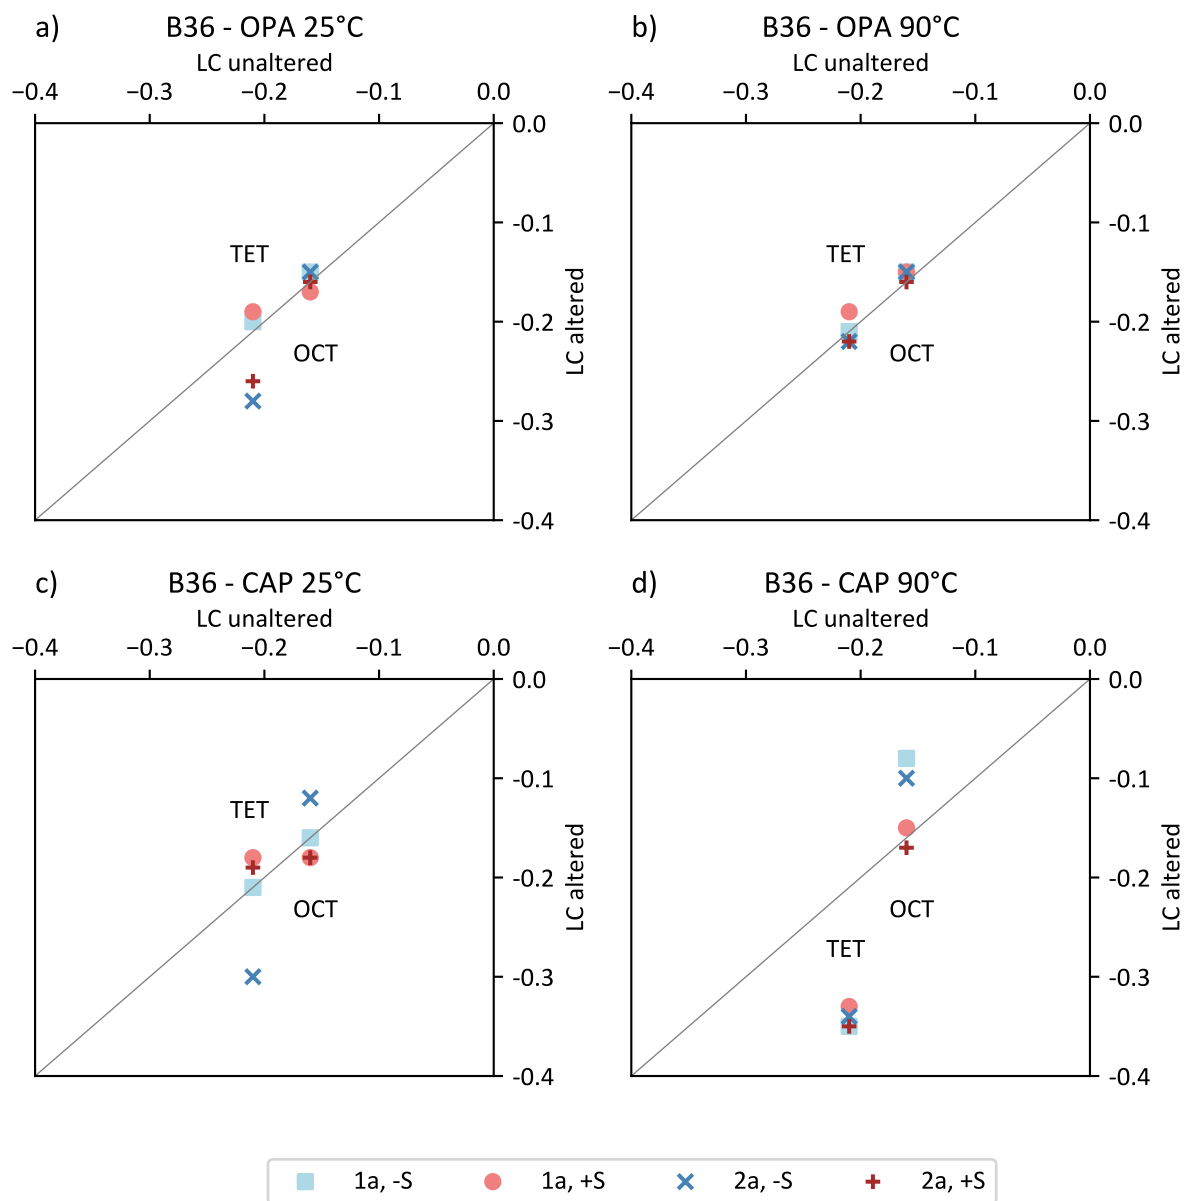 a) B36 - OPA 25°C
LC unaltered
−0.4 −0.3 −0.2 −0.1 0.0
0.0
-0.1
TET
-0.2
OCT
LC altered
-0.3
-0.4
b) B36 - OPA 90°C
LC unaltered
−0.4 −0.3 −0.2 −0.1 0.0
0.0
-0.1
TET
-0.2
OCT
LC altered
-0.3
-0.4
c) B36 - CAP 25°C
LC unaltered
−0.4 −0.3 −0.2 −0.1 0.0
0.0
-0.1
TET
-0.2
OCT
LC altered
-0.3
-0.4
d) B36 - CAP 90°C
LC unaltered
−0.4 −0.3 −0.2 −0.1 0.0
0.0
-0.1
-0.2
OCT
LC altered
TET
-0.3
-0.4
1a, -S 1a, +S 2a, -S 2a, +S